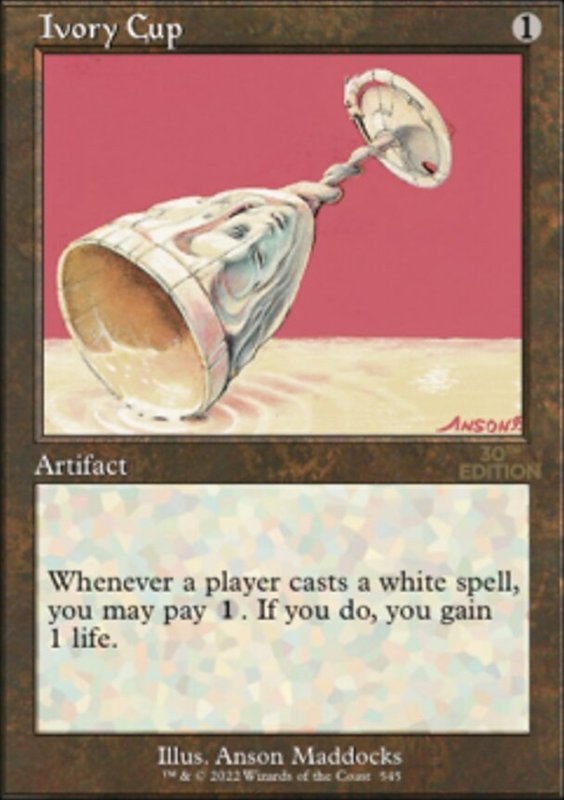 Ivory Cup 1
ANSON
Artifact
30TH
EDITION
Whenever a player casts a white spell,
you may pay 1. If you do, you gain
1 life.
Illus. Anson Maddocks
™ & © 2022 Wizards of the Coast 545